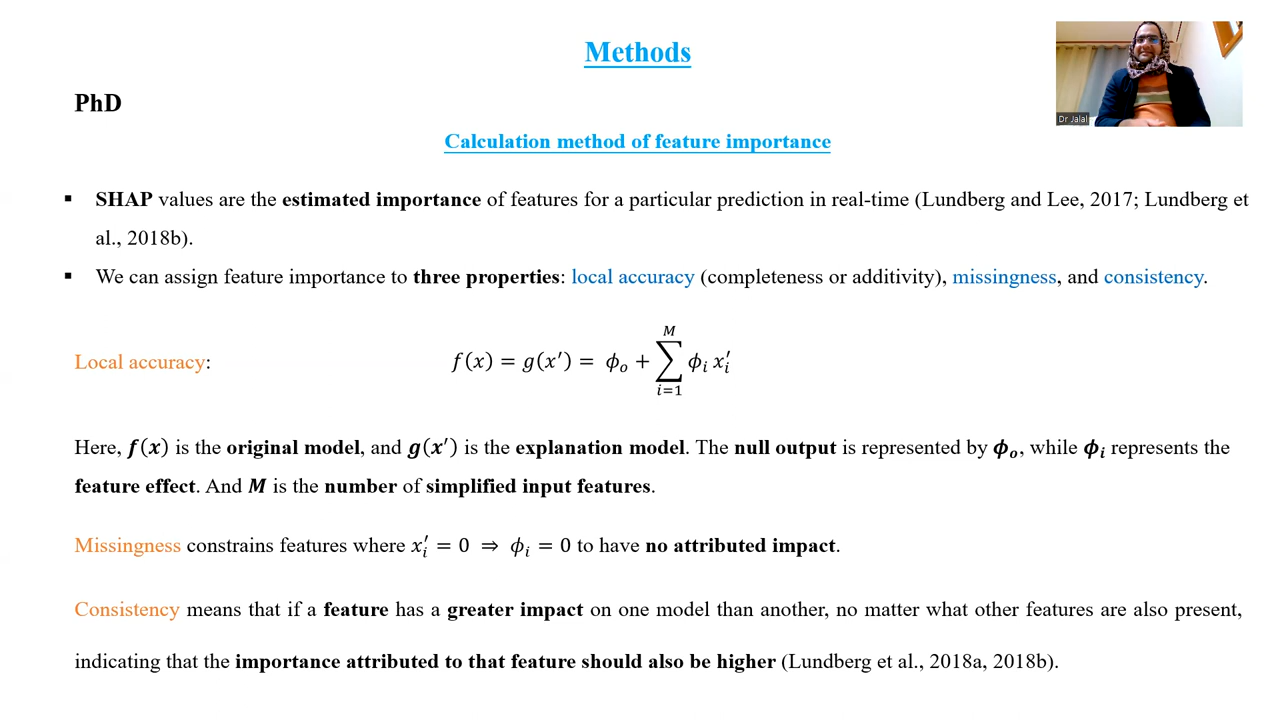 Methods
PhD
Dr Jalal
Calculation method of feature importance
▪ SHAP values are the estimated importance of features for a particular prediction in real-time (Lundberg and Lee, 2017; Lundberg et
al., 2018b).
▪ We can assign feature importance to three properties: local accuracy (completeness or additivity), missingness, and consistency.
Local accuracy: f(x) = g(x′) = ϕₒ + ∑_{i=1}^{M} ϕᵢ xᵢ′
Here, f(x) is the original model, and g(x′) is the explanation model. The null output is represented by ϕₒ, while ϕᵢ represents the
feature effect. And M is the number of simplified input features.
Missingness constrains features where xᵢ′ = 0 ⇒ ϕᵢ = 0 to have no attributed impact.
Consistency means that if a feature has a greater impact on one model than another, no matter what other features are also present,
indicating that the importance attributed to that feature should also be higher (Lundberg et al., 2018a, 2018b).